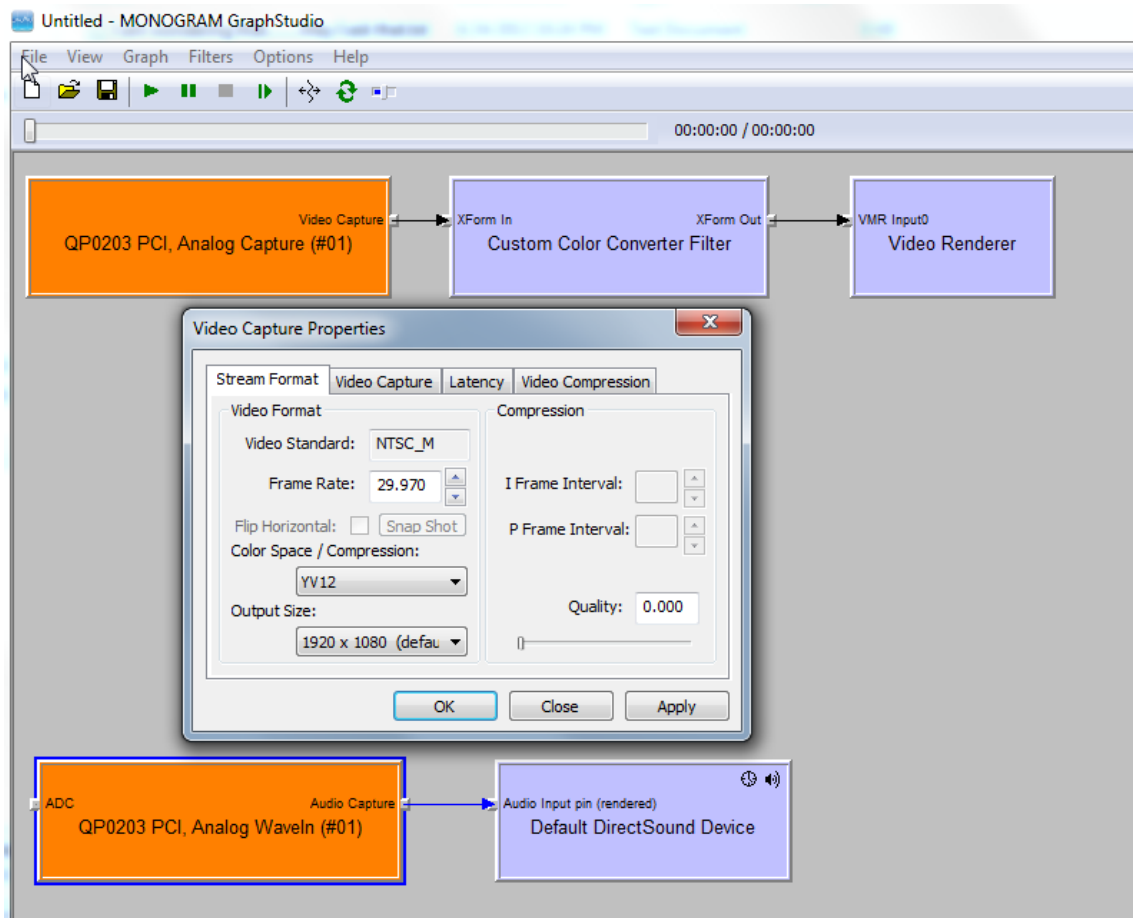 Untitled - MONOGRAM GraphStudio
File View Graph Filters Options Help
00:00:00 / 00:00:00
Video Capture
QP0203 PCI, Analog Capture (#01)
XForm In XForm Out
Custom Color Converter Filter
VMR Input0
Video Renderer
Video Capture Properties
Stream Format Video Capture Latency Video Compression
Video Format
Video Standard: NTSC_M
Frame Rate: 29.970
Flip Horizontal: Snap Shot
Color Space / Compression:
YV12
Output Size:
1920 x 1080 (defau
Compression
I Frame Interval:
P Frame Interval:
Quality: 0.000
OK Close Apply
ADC Audio Capture
QP0203 PCI, Analog WaveIn (#01)
Audio Input pin (rendered)
Default DirectSound Device